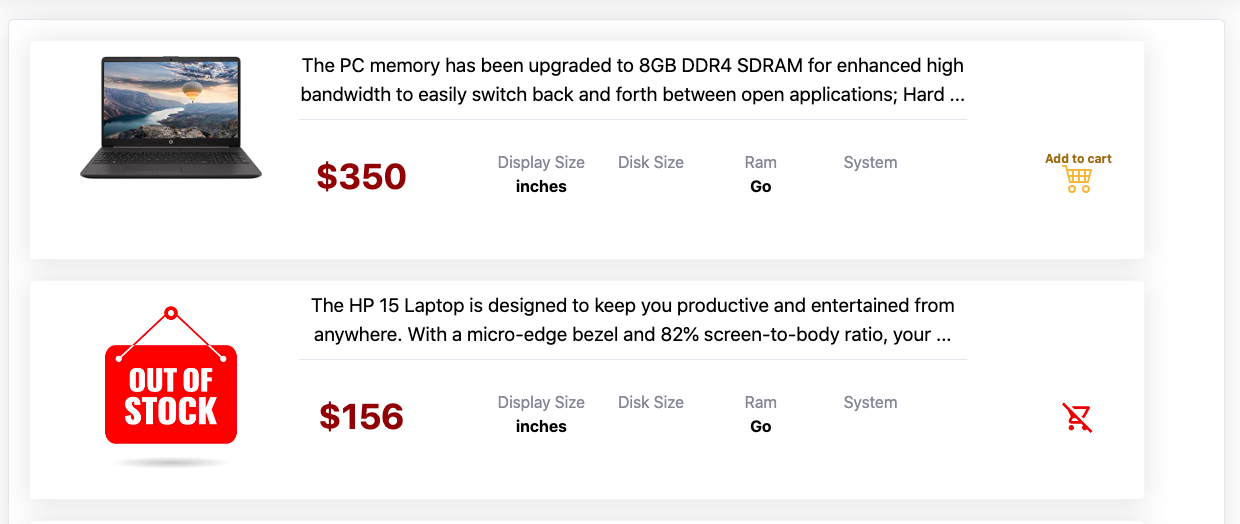 The PC memory has been upgraded to 8GB DDR4 SDRAM for enhanced high
bandwidth to easily switch back and forth between open applications; Hard ...
$350
Display Size
inches
Disk Size
Ram
Go
System
Add to cart
OUT OF
STOCK
The HP 15 Laptop is designed to keep you productive and entertained from
anywhere. With a micro-edge bezel and 82% screen-to-body ratio, your ...
$156
Display Size
inches
Disk Size
Ram
Go
System